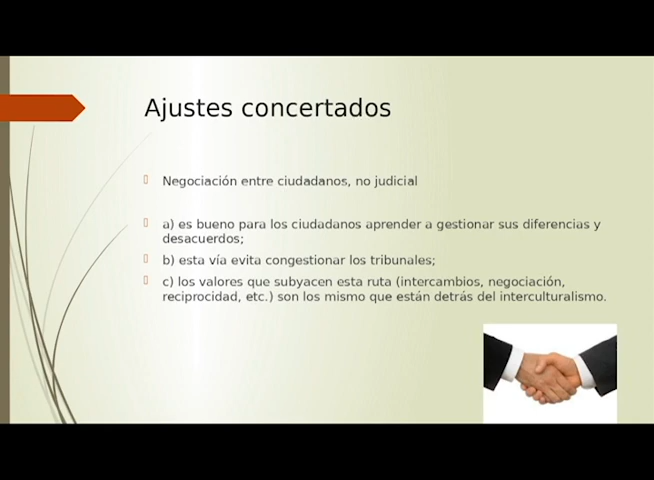 Ajustes concertados
Negociación entre ciudadanos, no judicial
a) es bueno para los ciudadanos aprender a gestionar sus diferencias y
desacuerdos;
b) esta vía evita congestionar los tribunales;
c) los valores que subyacen esta ruta (intercambios, negociación,
reciprocidad, etc.) son los mismo que están detrás del interculturalismo.